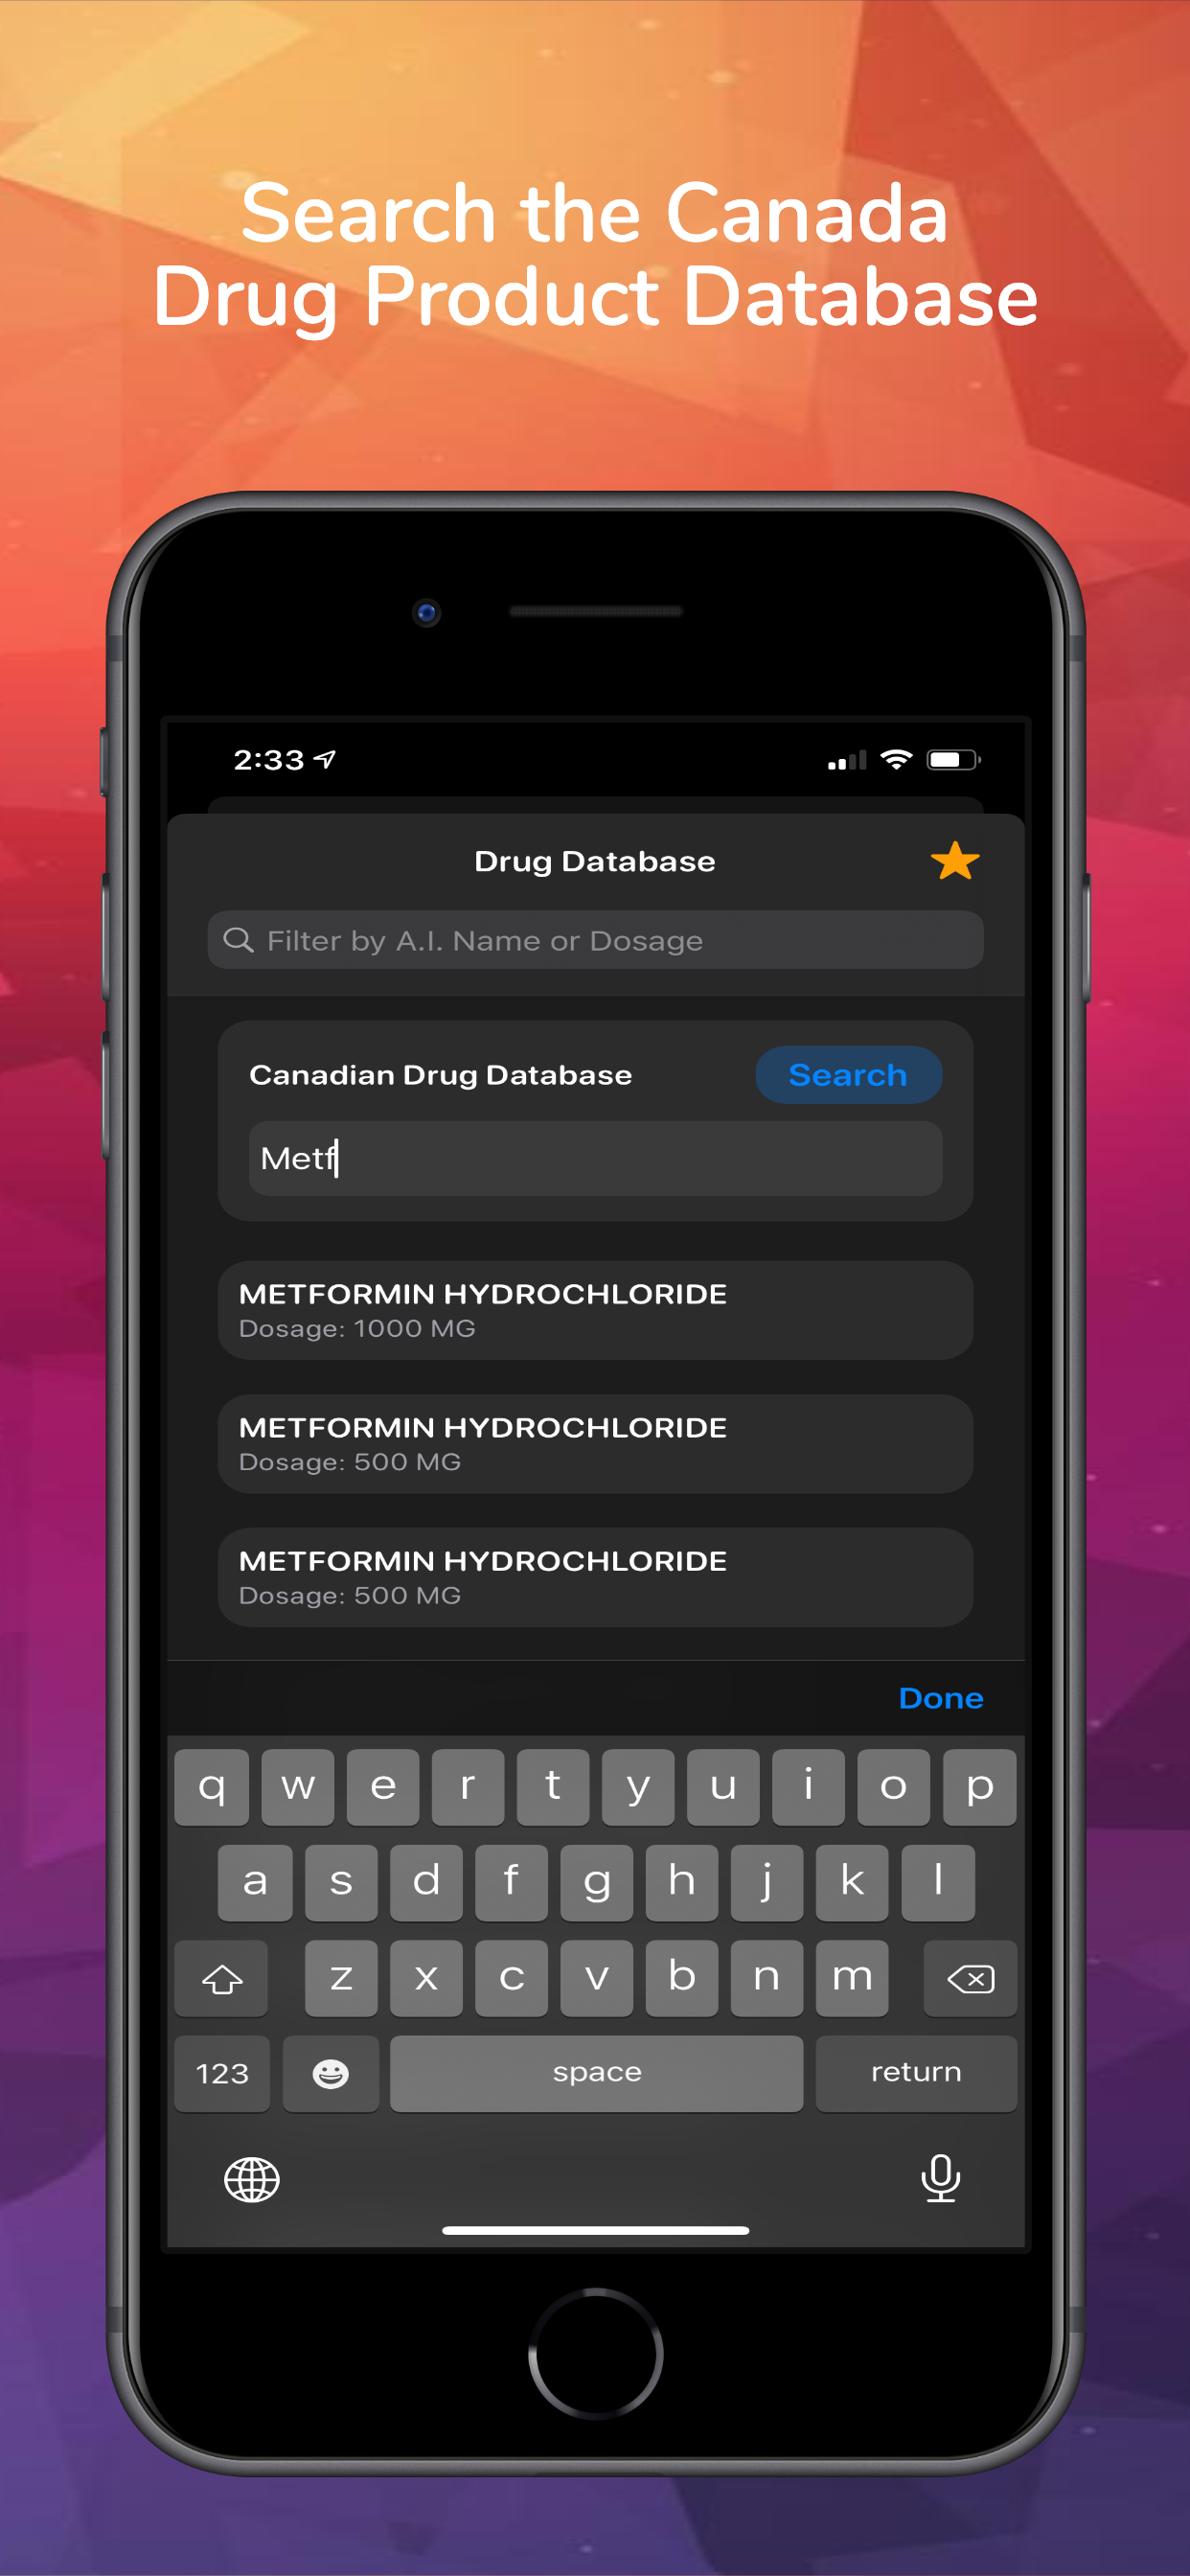 Search the Canada
Drug Product Database
2:33
Drug Database
Filter by A.I. Name or Dosage
Canadian Drug Database
Search
Metf
METFORMIN HYDROCHLORIDE
Dosage: 1000 MG
METFORMIN HYDROCHLORIDE
Dosage: 500 MG
METFORMIN HYDROCHLORIDE
Dosage: 500 MG
Done
q w e r t y u i o p
a s d f g h j k l
z x c v b n m
123 space return